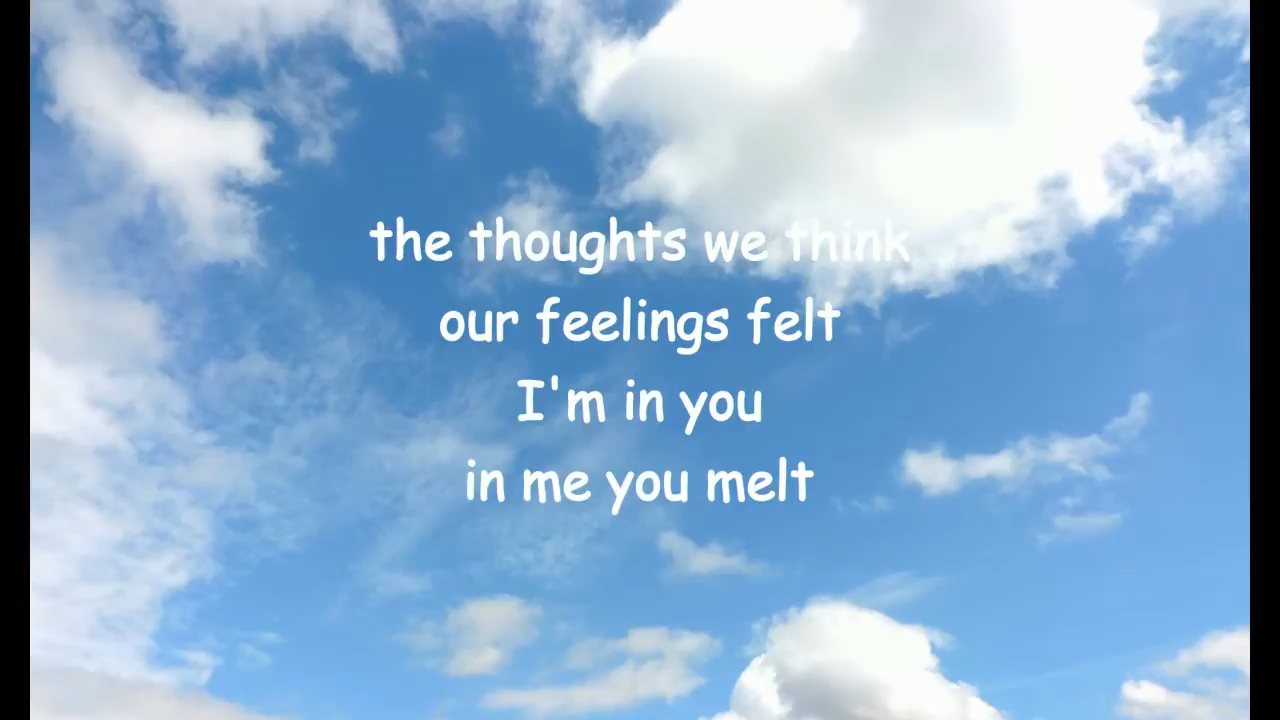 the thoughts we think
our feelings felt
I'm in you
in me you melt